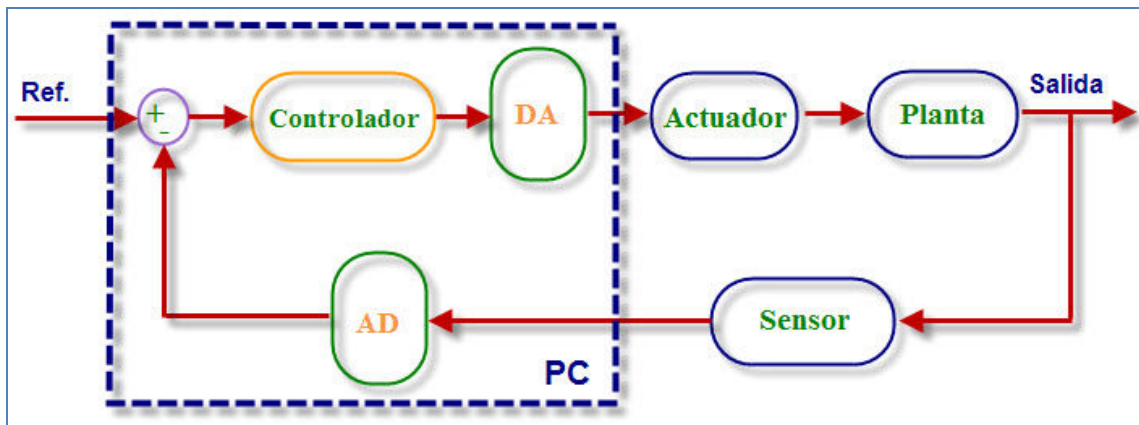 Ref.
+
-
Controlador
DA
Actuador
Planta
Salida
AD
Sensor
PC